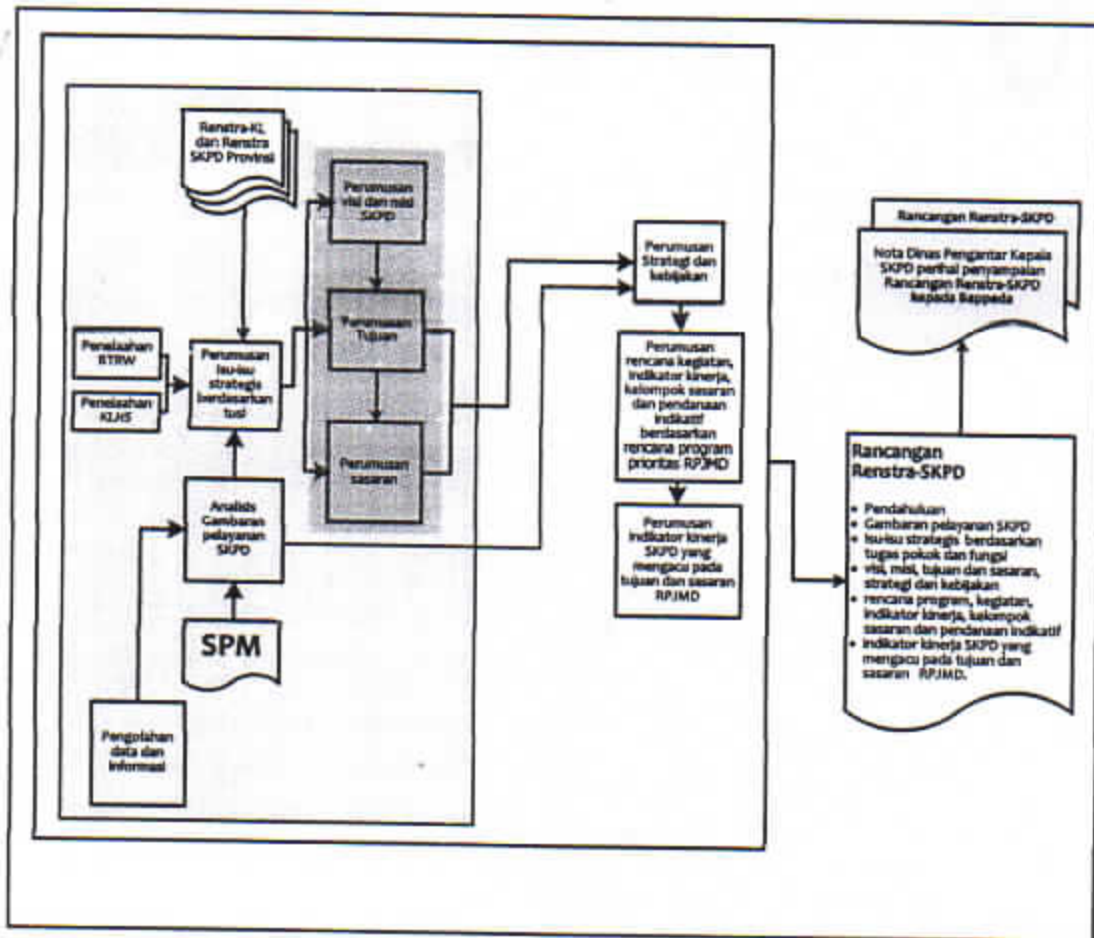 Renstra-KL
dan Renstra
SKPD Provinsi
Perumusan
visi dan misi
SKPD
Perumusan
Tujuan
Perumusan
sasaran
Penelaahan
RTRW
Penelaahan
KLHS
Perumusan
Isu-isu
strategis
berdasarkan
tusi
Analisis
Gambaran
pelayanan
SKPD
SPM
Pengolahan
data dan
informasi
Perumusan
Strategi dan
kebijakan
Perumusan
rencana kegiatan,
indikator kinerja,
kelompok sasaran
dan pendanaan
indikatif
berdasarkan
rencana program
prioritas RPJMD
Perumusan
indikator kinerja
SKPD yang
mengacu pada
tujuan dan
sasaran
RPJMD
Rancangan Renstra-SKPD
Nota Dinas Pengantar Kepala
SKPD perihal penyampaian
Rancangan Renstra-SKPD
kepada Bappeda
Rancangan
Renstra-SKPD
• Pendahuluan
• Gambaran pelayanan SKPD
• Isu-isu strategis berdasarkan
tugas pokok dan fungsi
• visi, misi, tujuan dan sasaran,
strategi dan kebijakan
• rencana program, kegiatan,
indikator kinerja, kelompok
sasaran dan pendanaan indikatif
• indikator kinerja SKPD yang
mengacu pada tujuan dan
sasaran RPJMD.